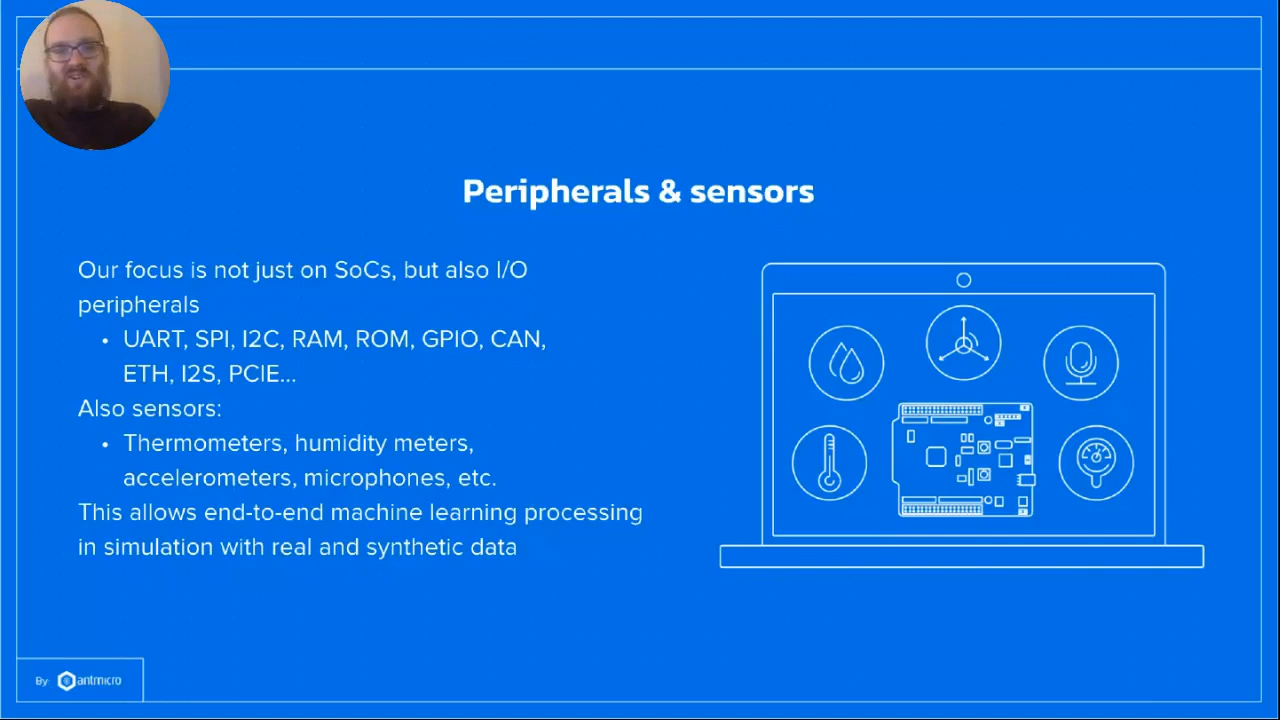 Peripherals & sensors
Our focus is not just on SoCs, but also I/O
peripherals
• UART, SPI, I2C, RAM, ROM, GPIO, CAN,
ETH, I2S, PCIE...
Also sensors:
• Thermometers, humidity meters,
accelerometers, microphones, etc.
This allows end-to-end machine learning processing
in simulation with real and synthetic data
By: antmicro